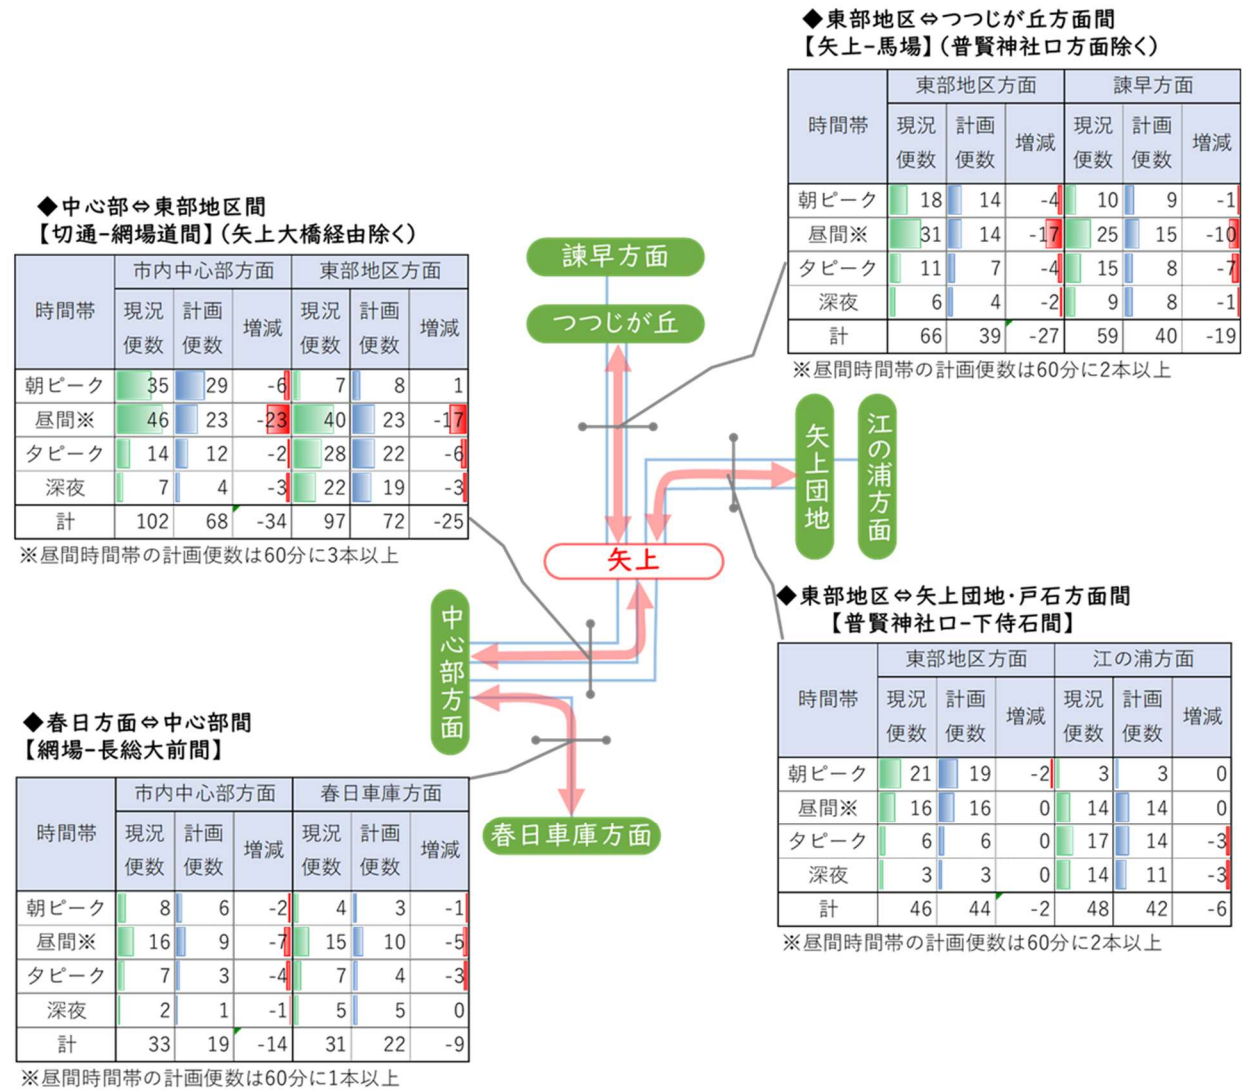 ◆東部地区⇔つつじが丘方面間
【矢上−馬場】(普賢神社口方面除く)
東部地区方面 諫早方面
時間帯 現況便数 計画便数 増減 現況便数 計画便数 増減
朝ピーク 18 14 -4 10 9 -1
昼間※ 31 14 -17 25 15 -10
夕ピーク 11 7 -4 15 8 -7
深夜 6 4 -2 9 8 -1
計 66 39 -27 59 40 -19
※昼間時間帯の計画便数は60分に2本以上
◆中心部⇔東部地区間
【切通−網場道間】(矢上大橋経由除く)
市内中心部方面 東部地区方面
時間帯 現況便数 計画便数 増減 現況便数 計画便数 増減
朝ピーク 35 29 -6 7 8 1
昼間※ 46 23 -23 40 23 -17
夕ピーク 14 12 -2 28 22 -6
深夜 7 4 -3 22 19 -3
計 102 68 -34 97 72 -25
※昼間時間帯の計画便数は60分に3本以上
諫早方面
つつじが丘
矢上団地
江の浦方面
矢上
中心部方面
春日車庫方面
◆東部地区⇔矢上団地・戸石方面間
【普賢神社口−下侍石間】
東部地区方面 江の浦方面
時間帯 現況便数 計画便数 増減 現況便数 計画便数 増減
朝ピーク 21 19 -2 3 3 0
昼間※ 16 16 0 14 14 0
夕ピーク 6 6 0 17 14 -3
深夜 3 3 0 14 11 -3
計 46 44 -2 48 42 -6
※昼間時間帯の計画便数は60分に2本以上
◆春日方面⇔中心部間
【網場−長総大前間】
市内中心部方面 春日車庫方面
時間帯 現況便数 計画便数 増減 現況便数 計画便数 増減
朝ピーク 8 6 -2 4 3 -1
昼間※ 16 9 -7 15 10 -5
夕ピーク 7 3 -4 7 4 -3
深夜 2 1 -1 5 5 0
計 33 19 -14 31 22 -9
※昼間時間帯の計画便数は60分に1本以上